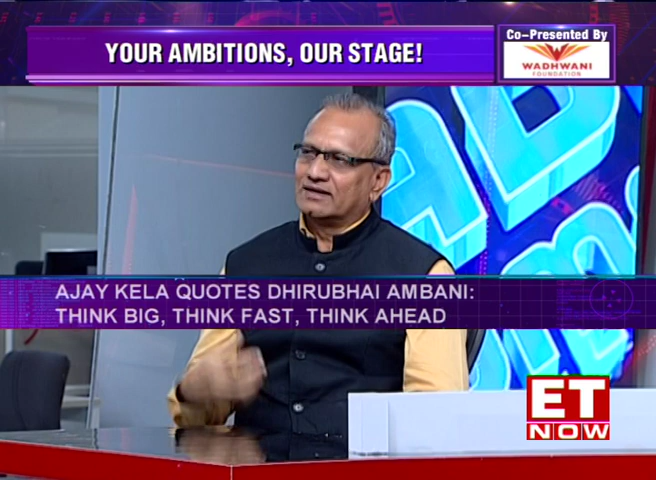 YOUR AMBITIONS, OUR STAGE!
Co-Presented By
WADHWANI
FOUNDATION
AJAY KELA QUOTES DHIRUBHAI AMBANI:
THINK BIG, THINK FAST, THINK AHEAD
ET
NOW